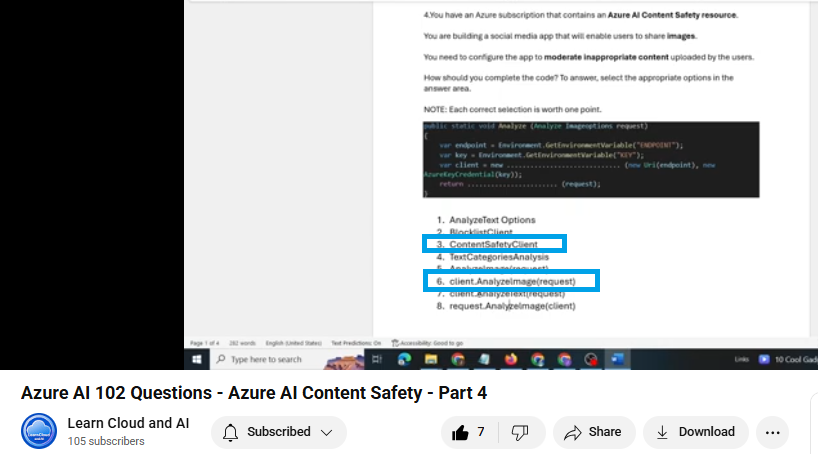 4.You have an Azure subscription that contains an Azure AI Content Safety resource.
You are building a social media app that will enable users to share images.
You need to configure the app to moderate inappropriate content uploaded by the users.
How should you complete the code? To answer, select the appropriate options in the
answer area.
NOTE: Each correct selection is worth one point.
public static void Analyze (Analyze Imageoptions request)
{
var endpoint = Environment.GetEnvironmentVariable("ENDPOINT");
var key = Environment.GetEnvironmentVariable("KEY");
var client = new ............................. (new Uri(endpoint), new
AzureKeyCredential(key));
return ....................... (request);
}
1. AnalyzeText Options
2. BlocklistClient
3. ContentSafetyClient
4. TextCategoriesAnalysis
5. AnalyzeImage(request)
6. client.AnalyzeImage(request)
7. client.AnalyzeText(request)
8. request.AnalyzeImage(client)
Page 1 of 4 282 words English (United States) Text Predictions: On Accessibility: Good to go
Type here to search
Links 10 Cool Gad
Azure AI 102 Questions - Azure AI Content Safety - Part 4
Learn Cloud and AI
105 subscribers
Subscribed
7
Share
Download